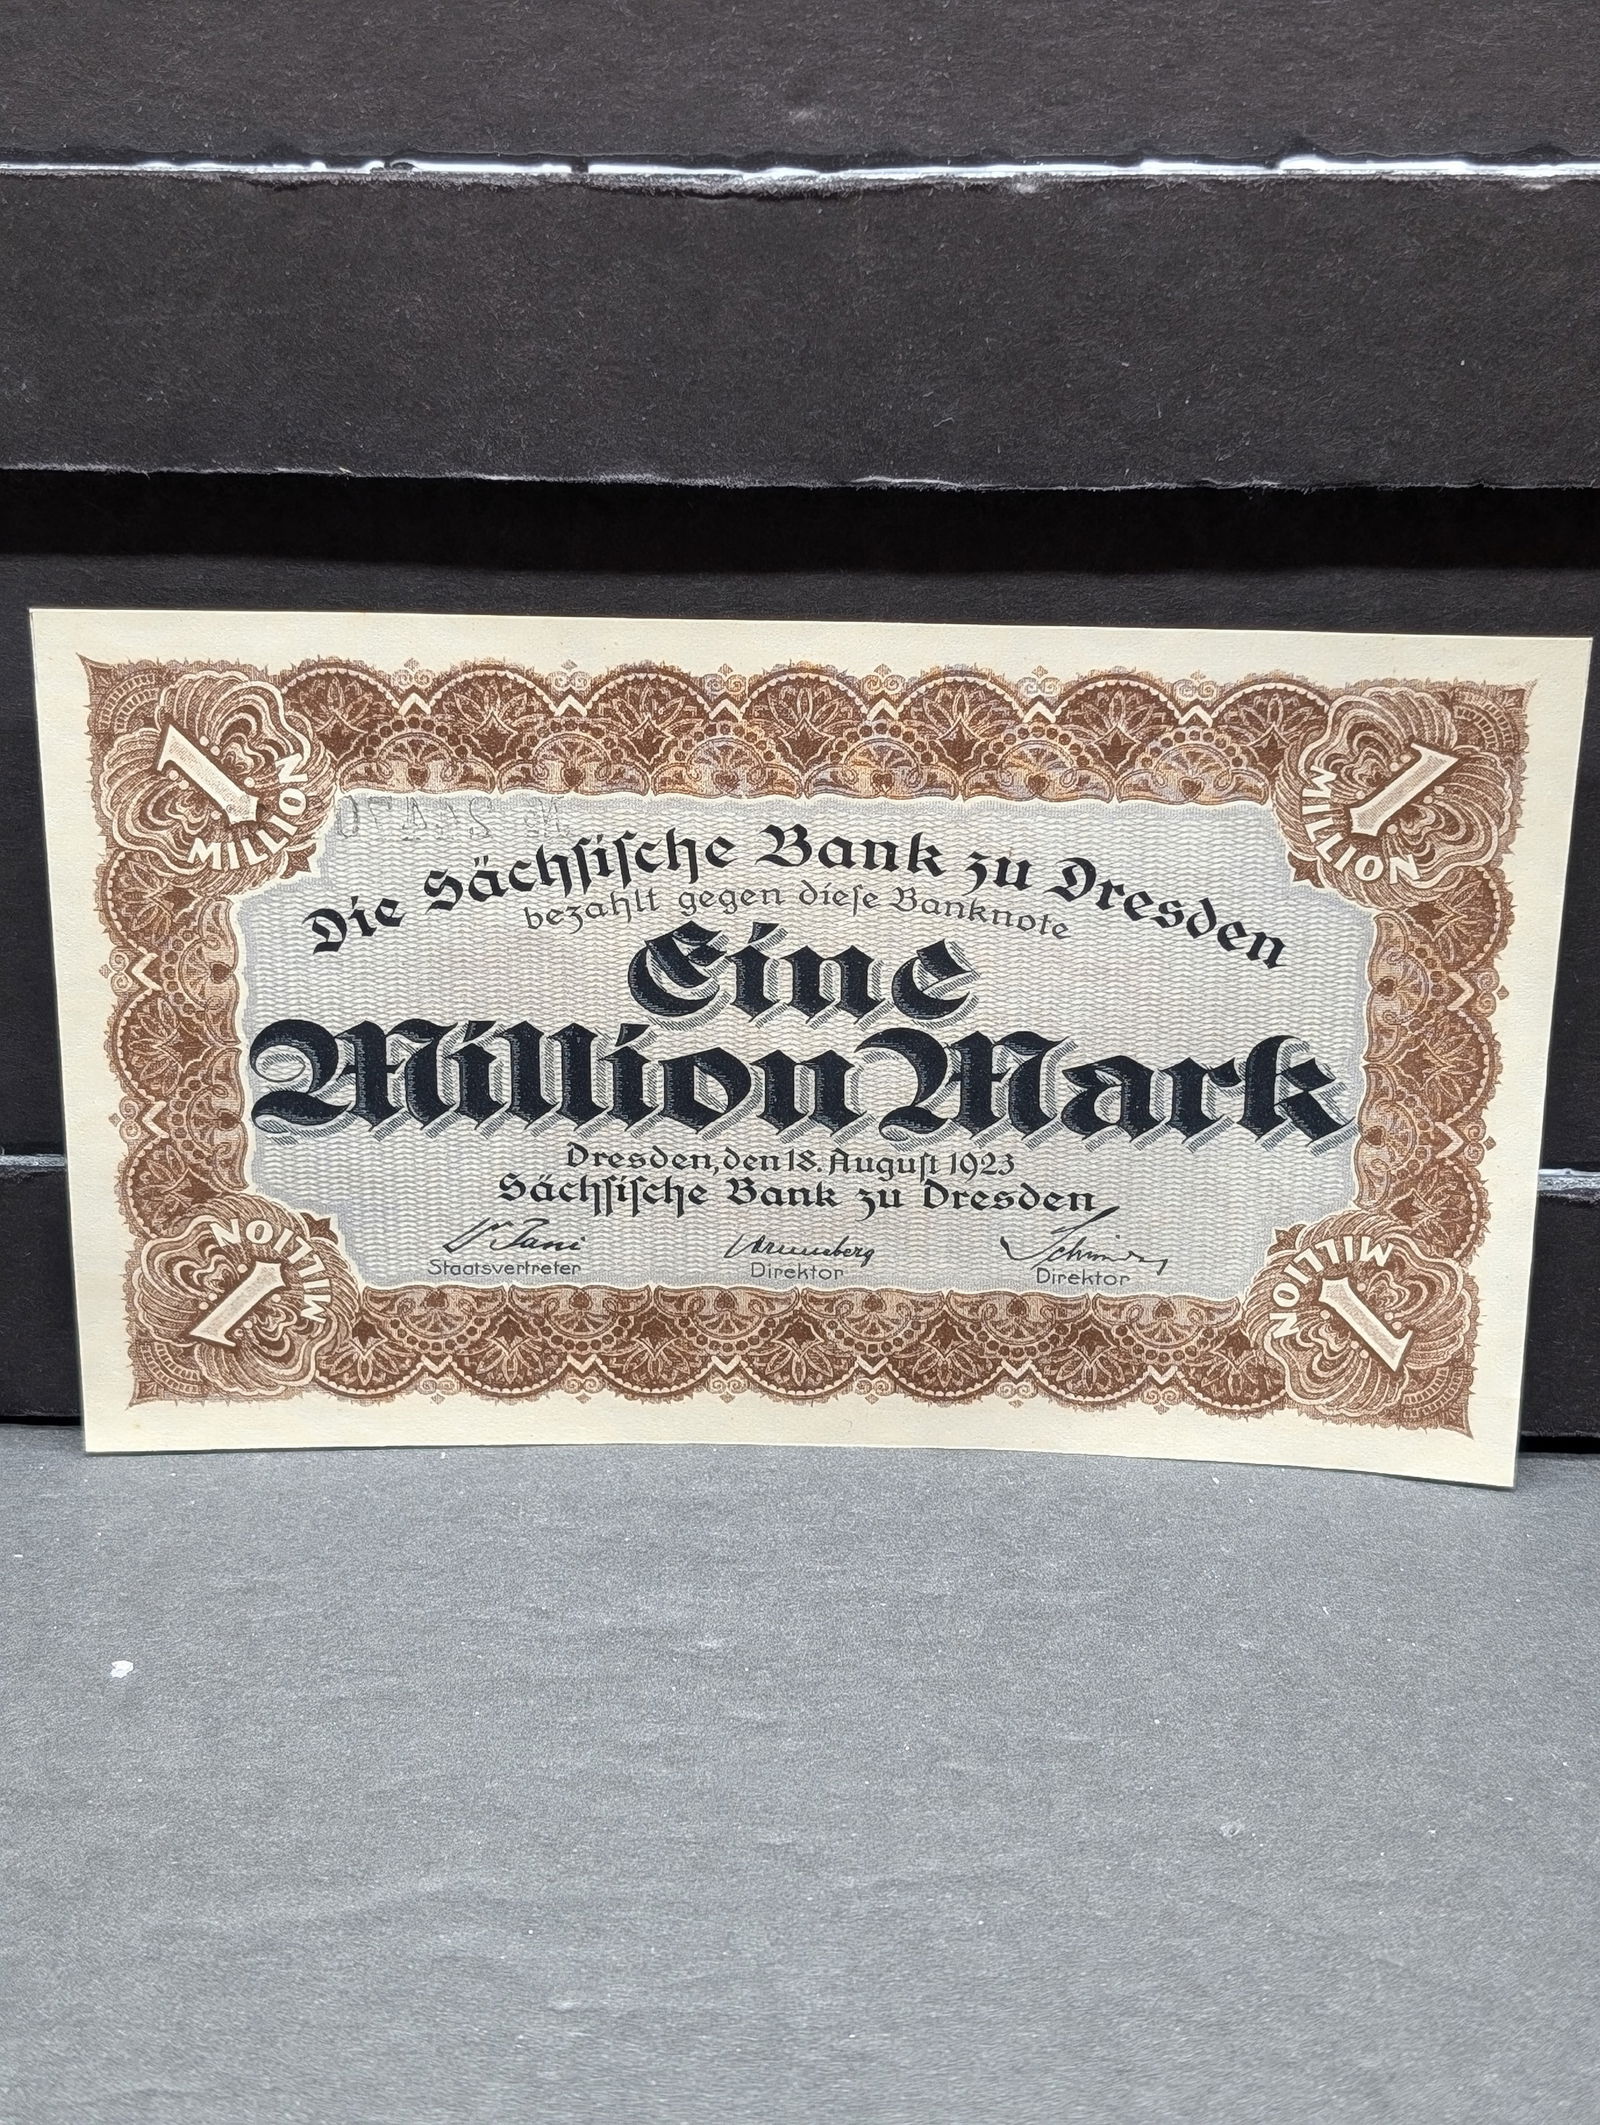 1 MILLION
1 MILLION
Die Sächsische Bank zu Dresden
bezahlt gegen diese Banknote
Eine
Million Mark
Dresden, den 18. August 1923
Sächsische Bank zu Dresden
Staatsvertreter
Direktor
Direktor
1 MILLION
1 MILLION